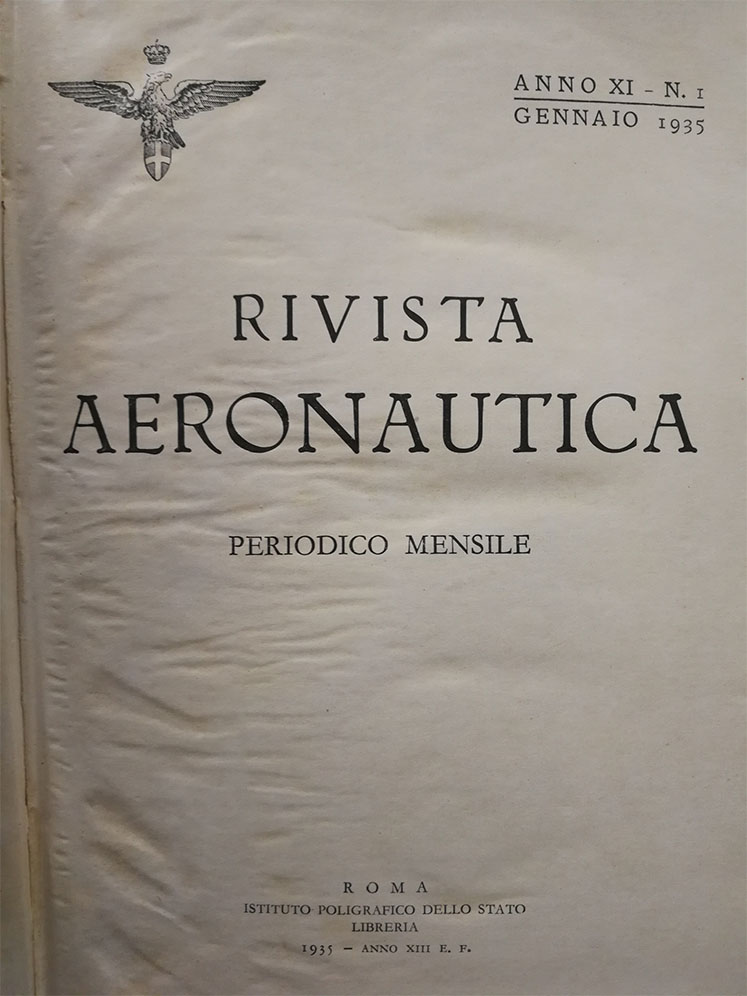 ANNO XI - N. 1
GENNAIO 1935
RIVISTA
AERONAUTICA
PERIODICO MENSILE
ROMA
ISTITUTO POLIGRAFICO DELLO STATO
LIBRERIA
1935 - ANNO XIII E. F.